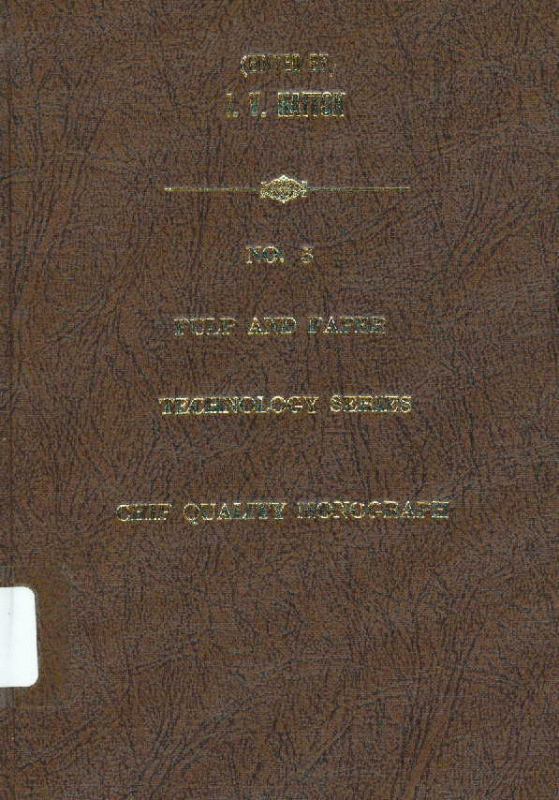 (EDITED BY)
J. V. HATTON
NO. 5
PULP AND PAPER
TECHNOLOGY SERIES
CHIP QUALITY MONOGRAPH